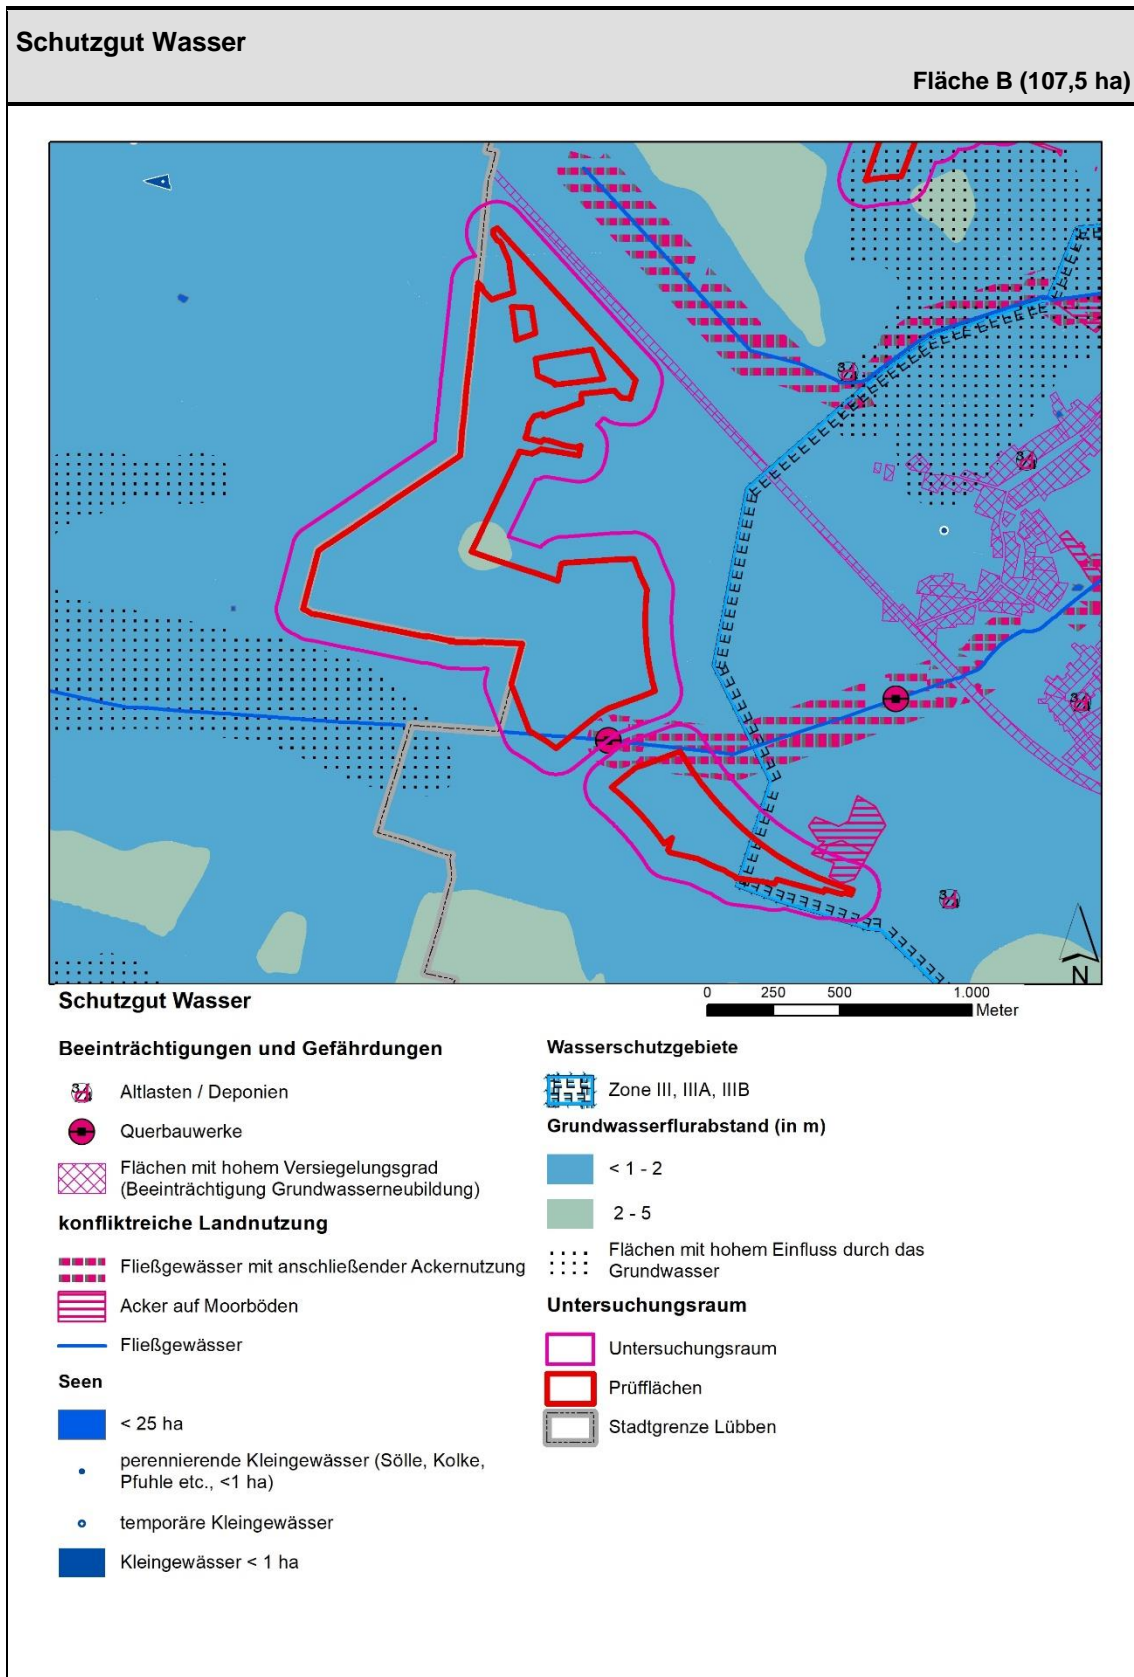 Schutzgut Wasser
Fläche B (107,5 ha)
N
Schutzgut Wasser
0 250 500 1.000
Meter
Beeinträchtigungen und Gefährdungen
Altlasten / Deponien
Querbauwerke
Flächen mit hohem Versiegelungsgrad
(Beeinträchtigung Grundwasserneubildung)
konfliktreiche Landnutzung
Fließgewässer mit anschließender Ackernutzung
Acker auf Moorböden
Fließgewässer
Seen
< 25 ha
perennierende Kleingewässer (Sölle, Kolke,
Pfuhle etc., <1 ha)
temporäre Kleingewässer
Kleingewässer < 1 ha
Wasserschutzgebiete
Zone III, IIIA, IIIB
Grundwasserflurabstand (in m)
< 1 - 2
2 - 5
Flächen mit hohem Einfluss durch das
Grundwasser
Untersuchungsraum
Untersuchungsraum
Prüfflächen
Stadtgrenze Lübben